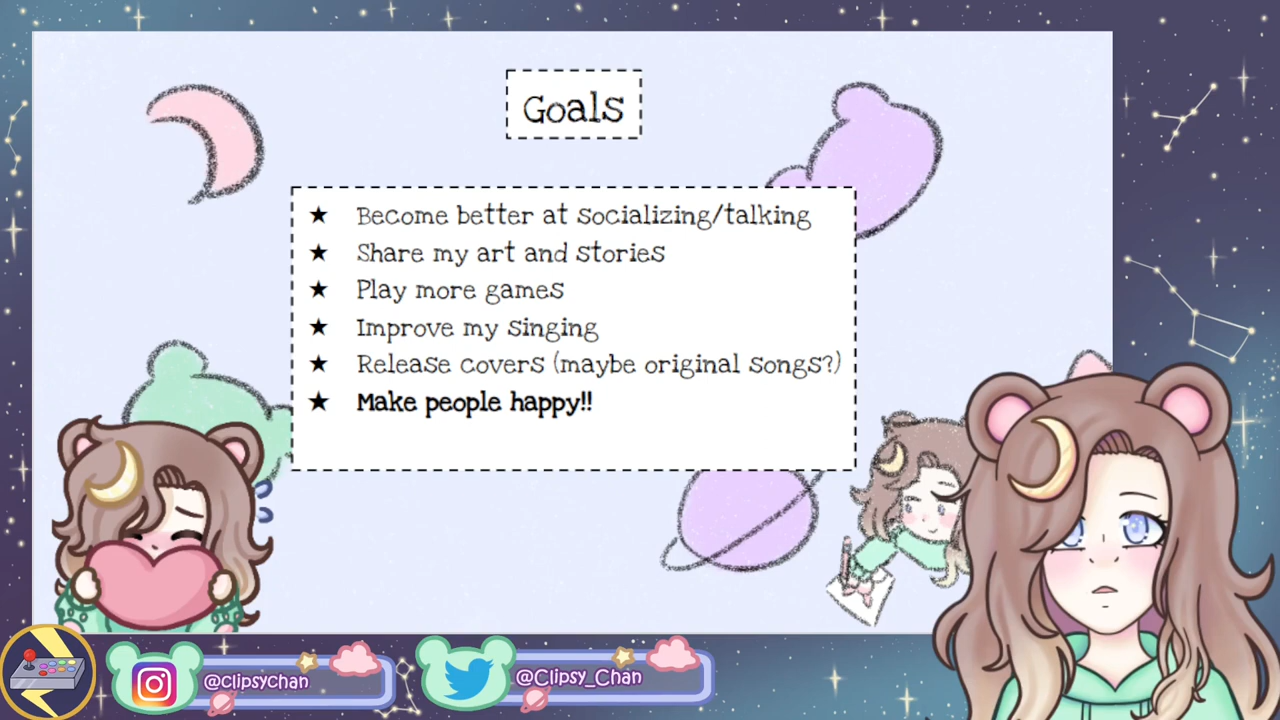 Goals
★ Become better at socializing/talking
★ Share my art and stories
★ Play more games
★ Improve my singing
★ Release covers (maybe original songs?)
★ Make people happy!!
@clipsychan
@Clipsy_Chan